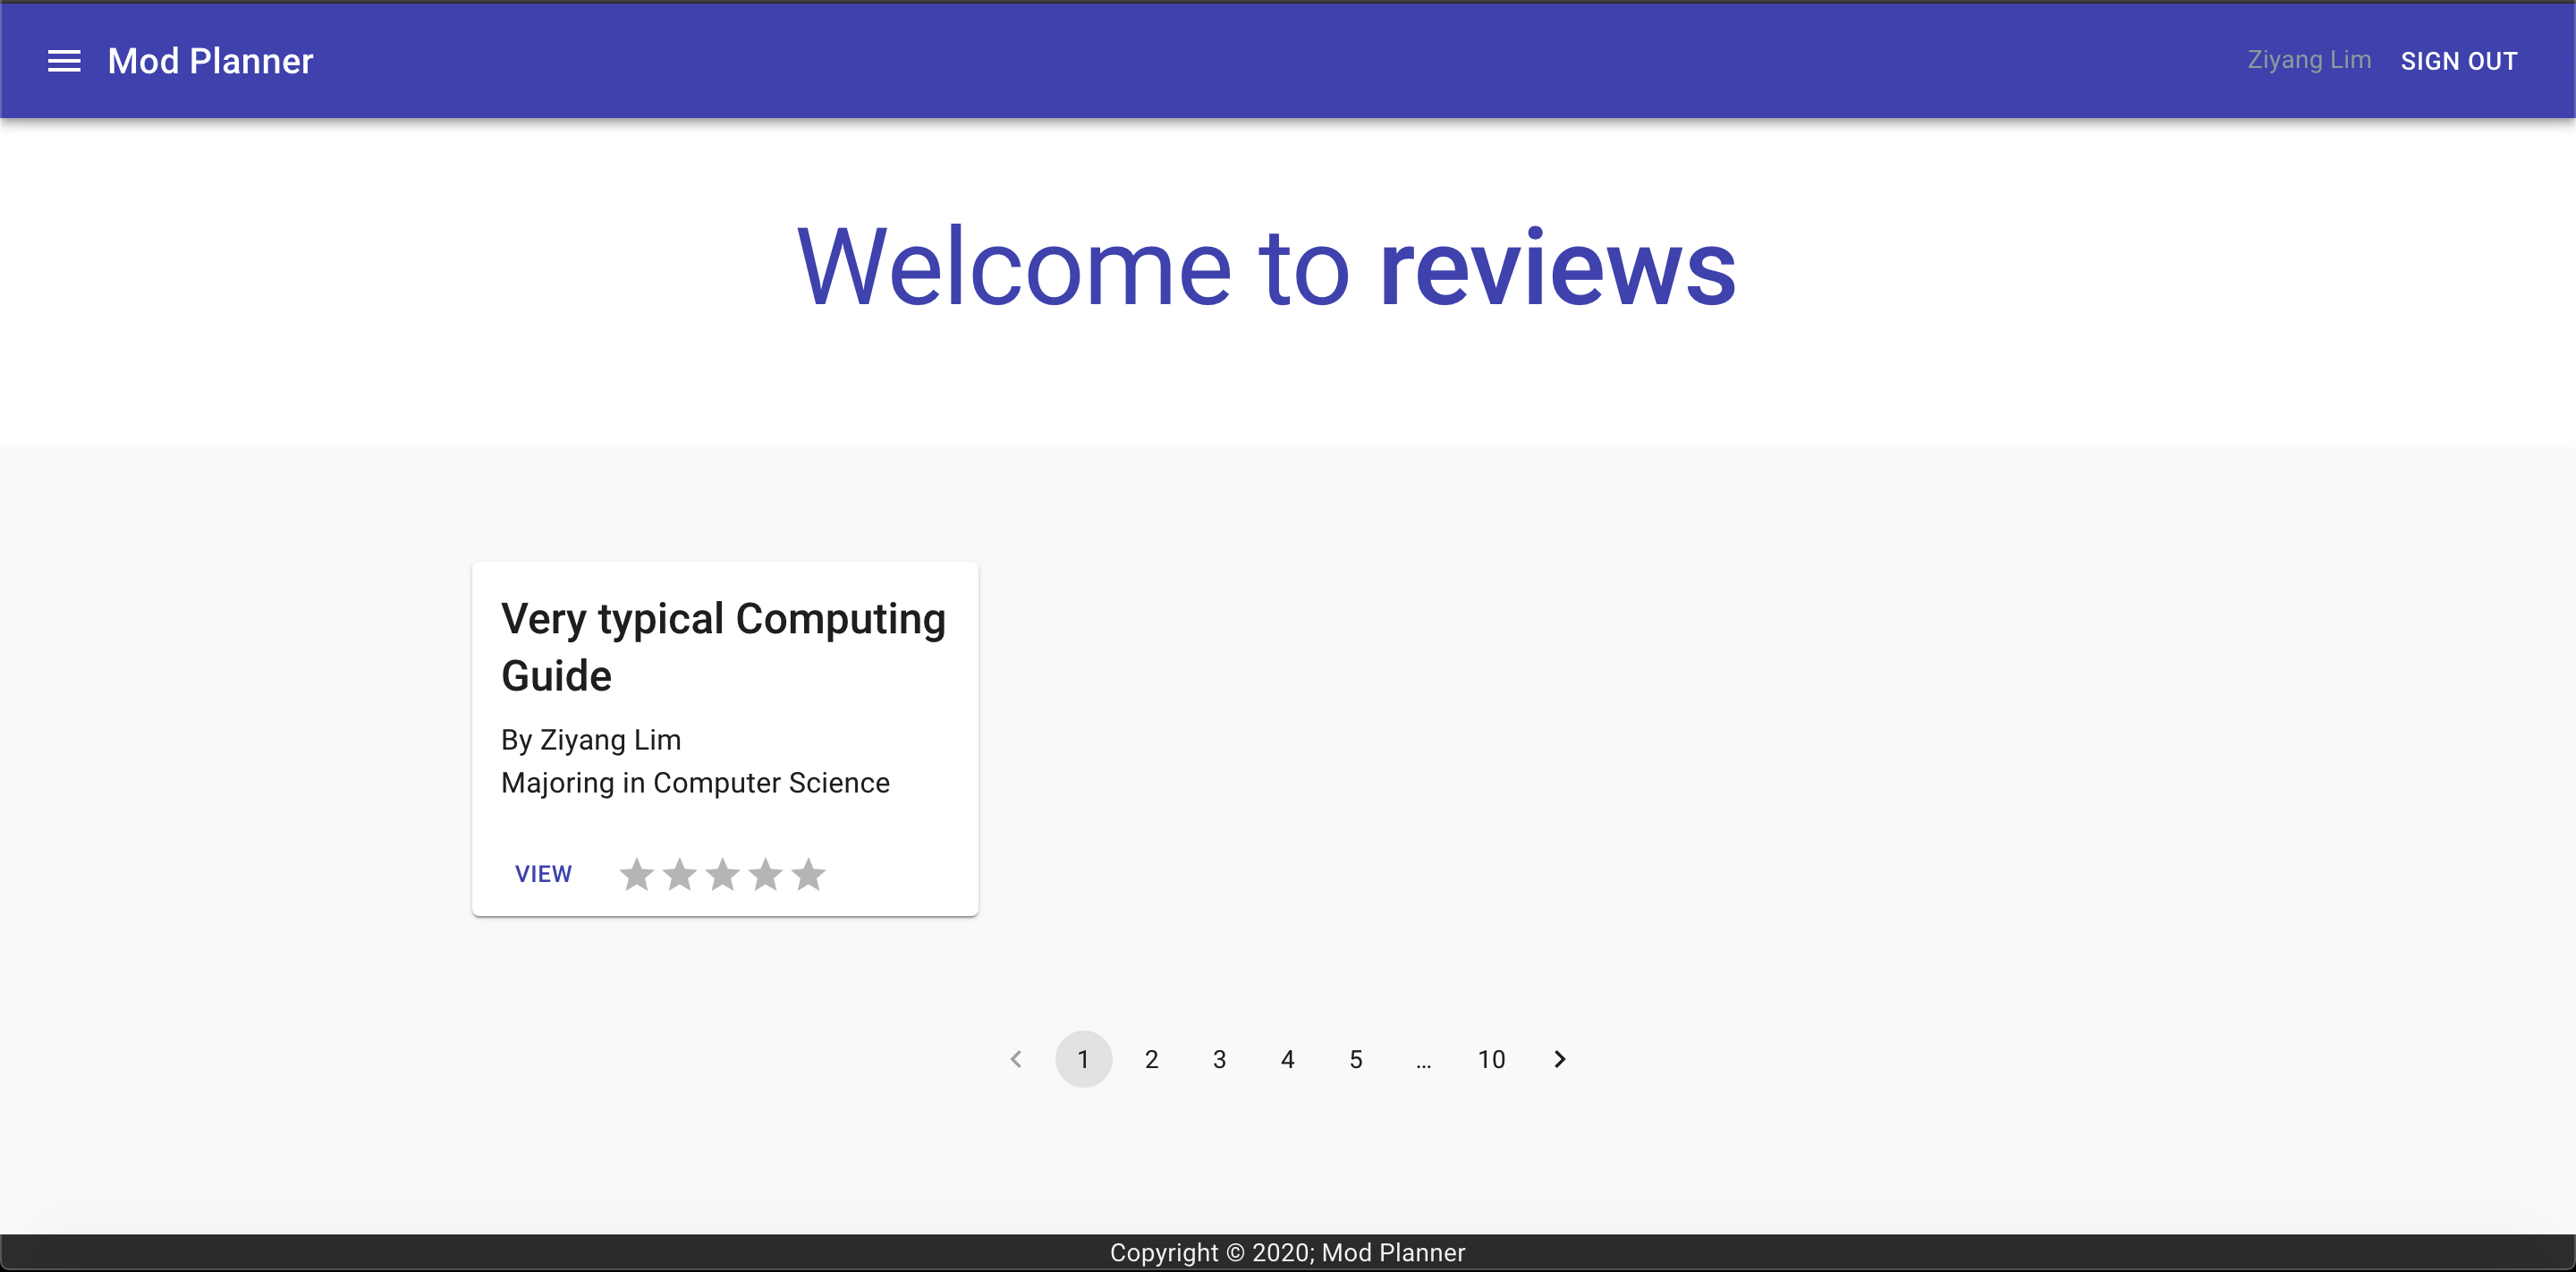 Mod Planner
Ziyang Lim
SIGN OUT
Welcome to reviews
Very typical Computing
Guide
By Ziyang Lim
Majoring in Computer Science
VIEW
1 2 3 4 5 ... 10
Copyright © 2020; Mod Planner